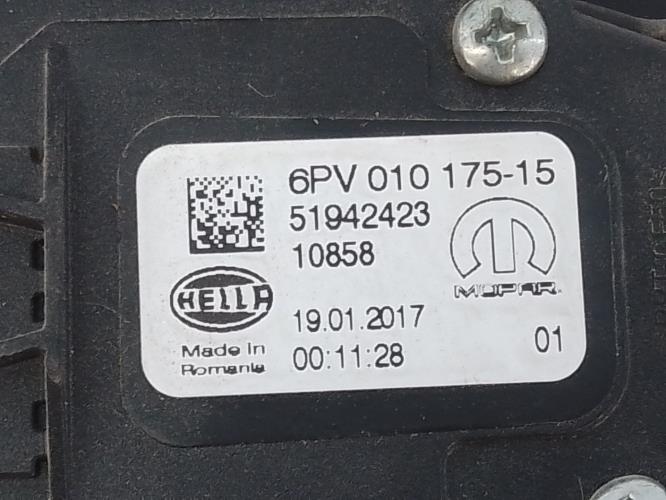 6PV 010 175-15
51942423
10858
HELLA
MOPAR
19.01.2017
Made In
Romania
00:11:28
01